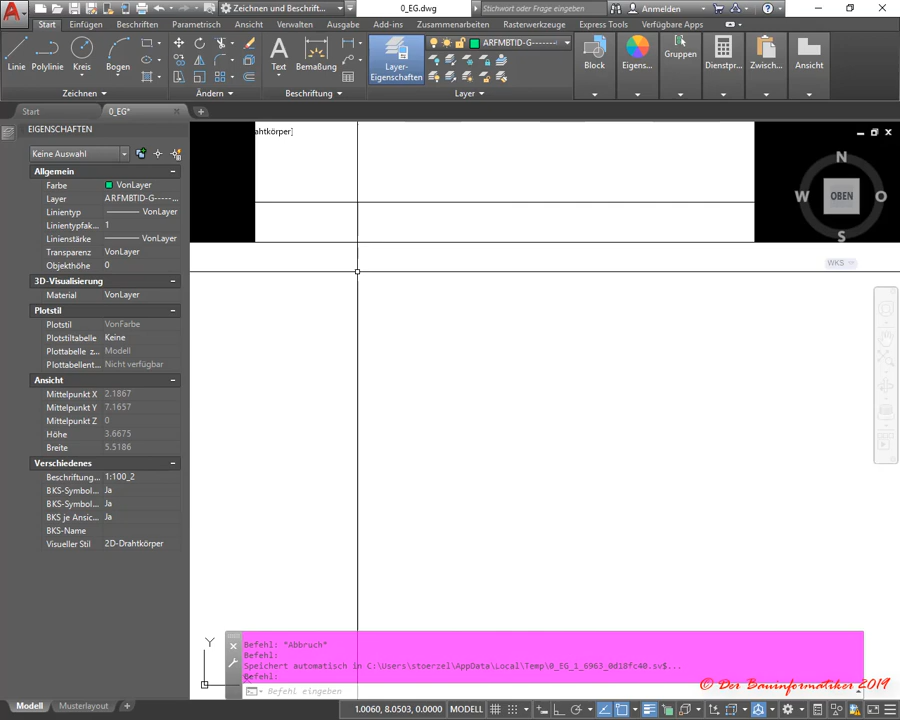 Zeichnen und Beschrift...
0_EG.dwg
Stichwort oder Frage eingeben
Anmelden
Start Einfügen Beschriften Parametrisch Ansicht Verwalten Ausgabe Add-ins Zusammenarbeiten Rasterwerkzeuge Express Tools Verfügbare Apps
Linie Polylinie Kreis Bogen
Text Bemaßung
Layer-
Eigenschaften
ARFMBTID-G-------
Block Eigens... Gruppen Dienstpr... Zwisch... Ansicht
Zeichnen Ändern Beschriftung Layer
Start 0_EG*
EIGENSCHAFTEN
Keine Auswahl
Allgemein
Farbe VonLayer
Layer ARFMBTID-G-----...
Linientyp VonLayer
Linientypfak... 1
Linienstärke VonLayer
Transparenz VonLayer
Objekthöhe 0
3D-Visualisierung
Material VonLayer
Plotstil
Plotstil VonFarbe
Plotstiltabelle Keine
Plottabelle z... Modell
Plottabellent... Nicht verfügbar
Ansicht
Mittelpunkt X 2.1867
Mittelpunkt Y 7.1657
Mittelpunkt Z 0
Höhe 3.6675
Breite 5.5186
Verschiedenes
Beschriftung... 1:100_2
BKS-Symbol... Ja
BKS-Symbol... Ja
BKS je Ansic... Ja
BKS-Name
Visueller Stil 2D-Drahtkörper
ahtkörper]
N
W OBEN O
S
WKS
Y
Befehl: "Abbruch"
Befehl:
Speichert automatisch in C:\Users\stoerzel\AppData\Local\Temp\0_EG_1_6963_0d18fc40.sv$...
Befehl:
Befehl eingeben
© Der Bauinformatiker 2019
Modell Musterlayout
1.0060, 8.0503, 0.0000 MODELL